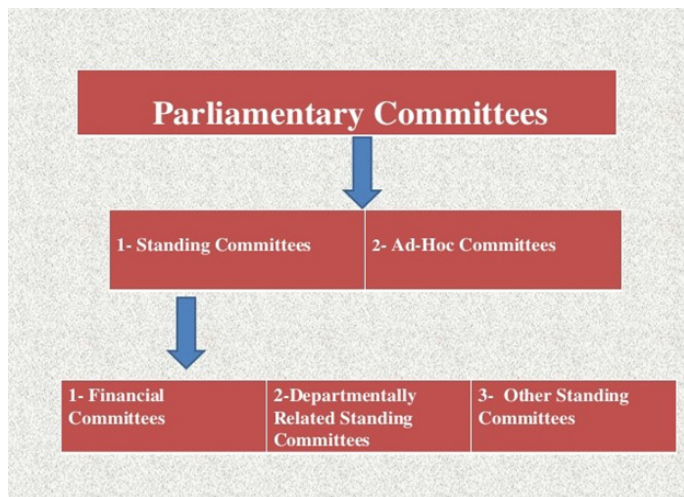 Parliamentary Committees
1- Standing Committees
2- Ad-Hoc Committees
1- Financial
Committees
2-Departmentally
Related Standing
Committees
3- Other Standing
Committees